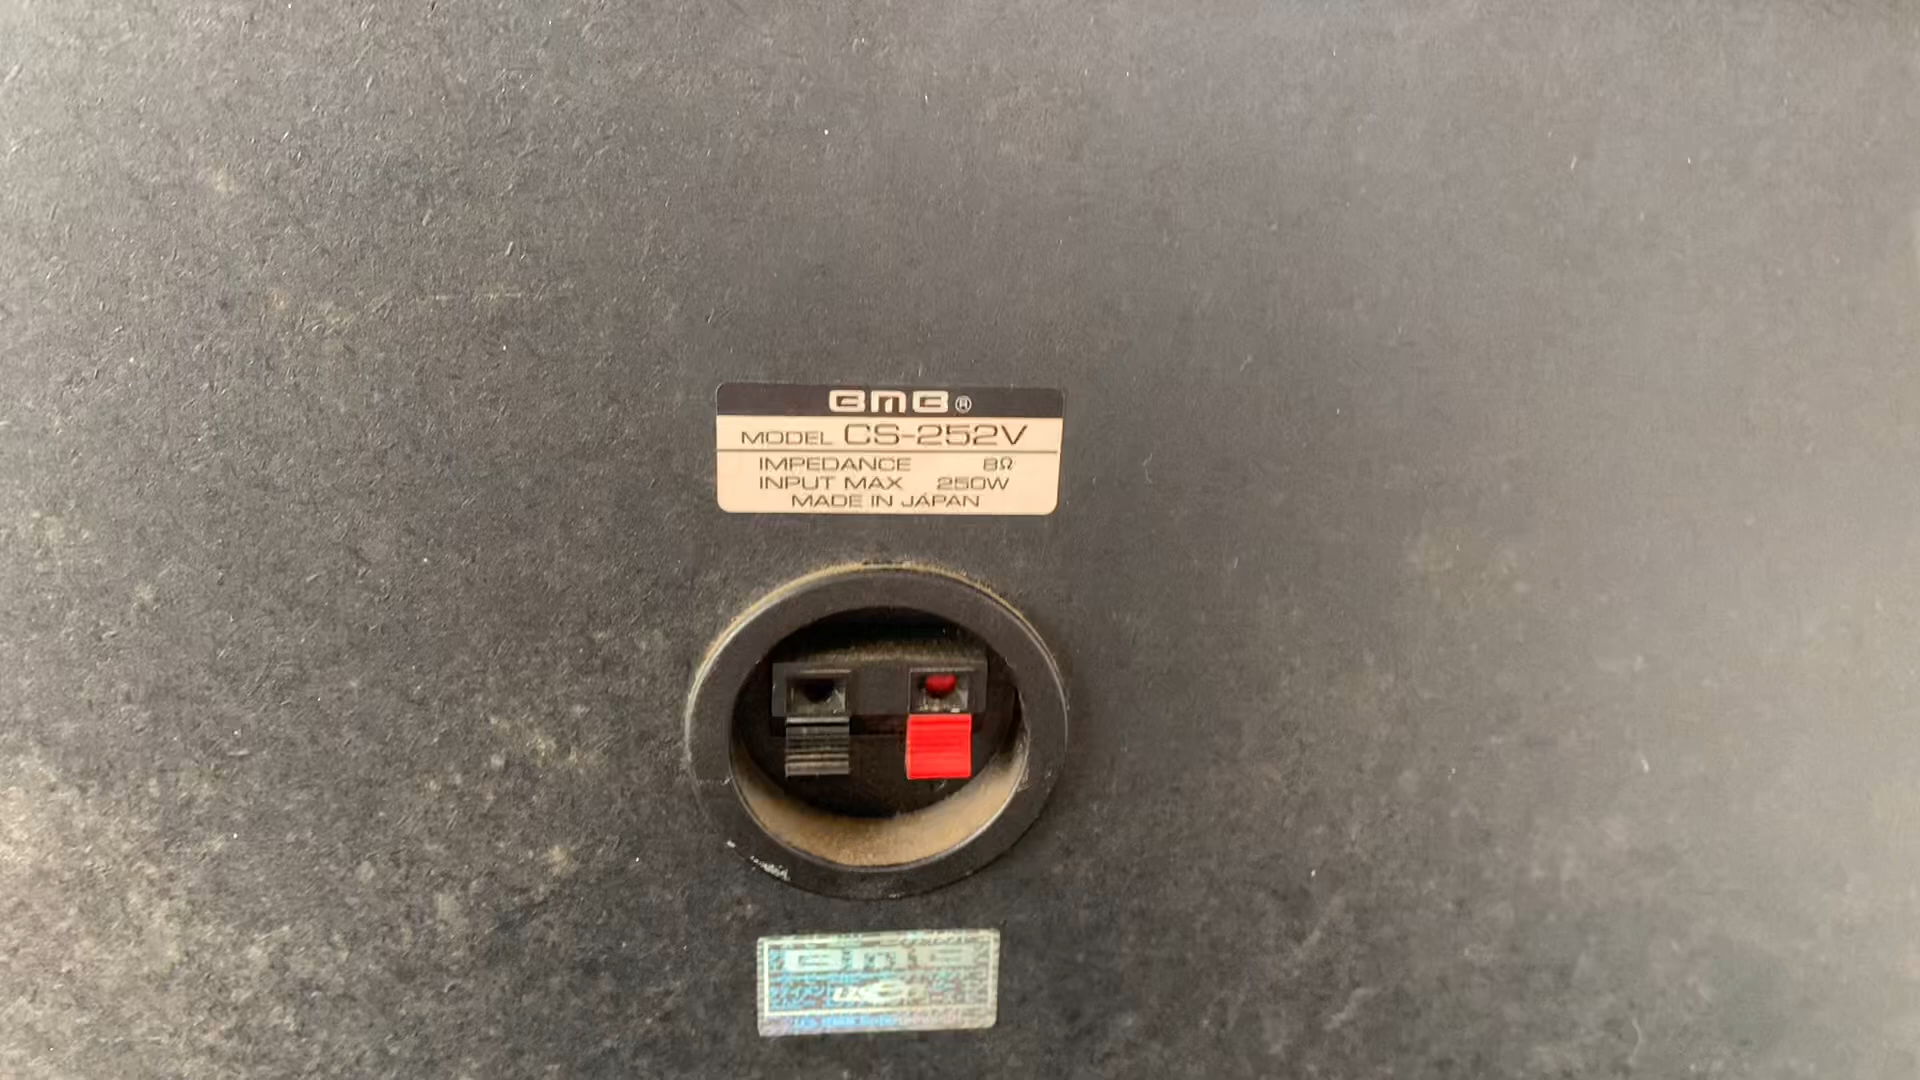 BMB®
MODEL CS-252V
IMPEDANCE 8Ω
INPUT MAX 250W
MADE IN JAPAN
BMB